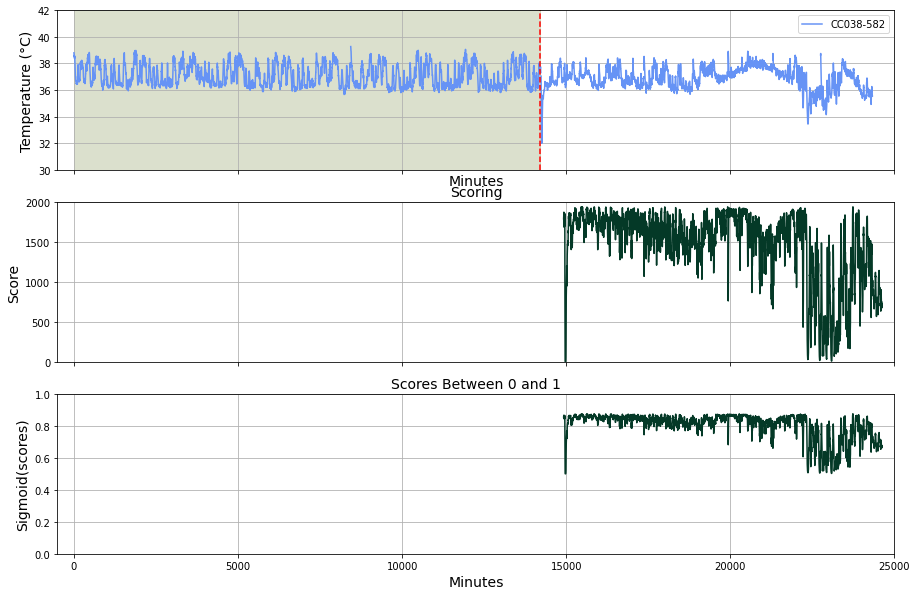 42
40
38
36
34
32
30
Temperature (°C)
CC038-582
Minutes
Scoring
2000
1500
1000
500
0
Score
Scores Between 0 and 1
1.0
0.8
0.6
0.4
0.2
0.0
Sigmoid(scores)
0 5000 10000 15000 20000 25000
Minutes